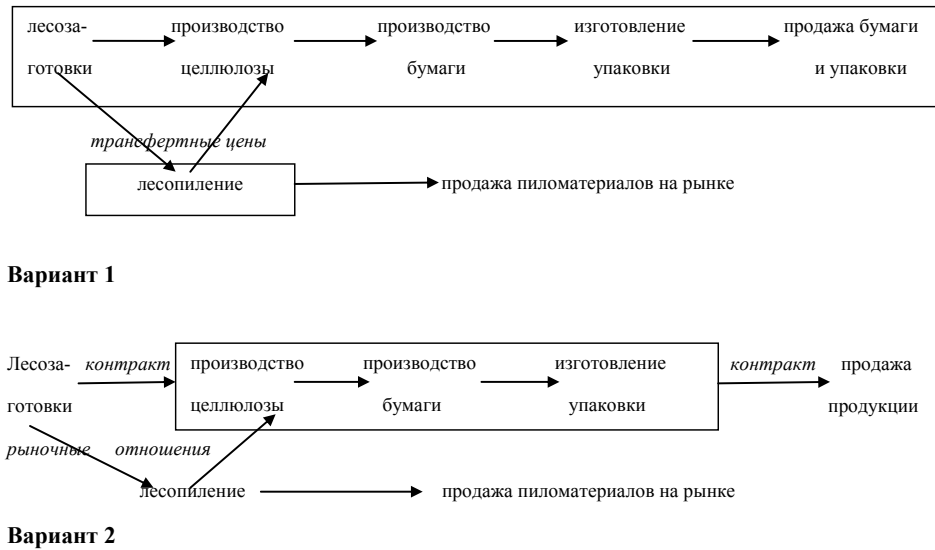 лесоза- производство производство изготовление продажа бумаги
готовки целлюлозы бумаги упаковки и упаковки
трансфертные цены
лесопиление продажа пиломатериалов на рынке
Вариант 1
Лесоза- контракт производство производство изготовление контракт продажа
готовки целлюлозы бумаги упаковки продукции
рыночные отношения
лесопиление продажа пиломатериалов на рынке
Вариант 2